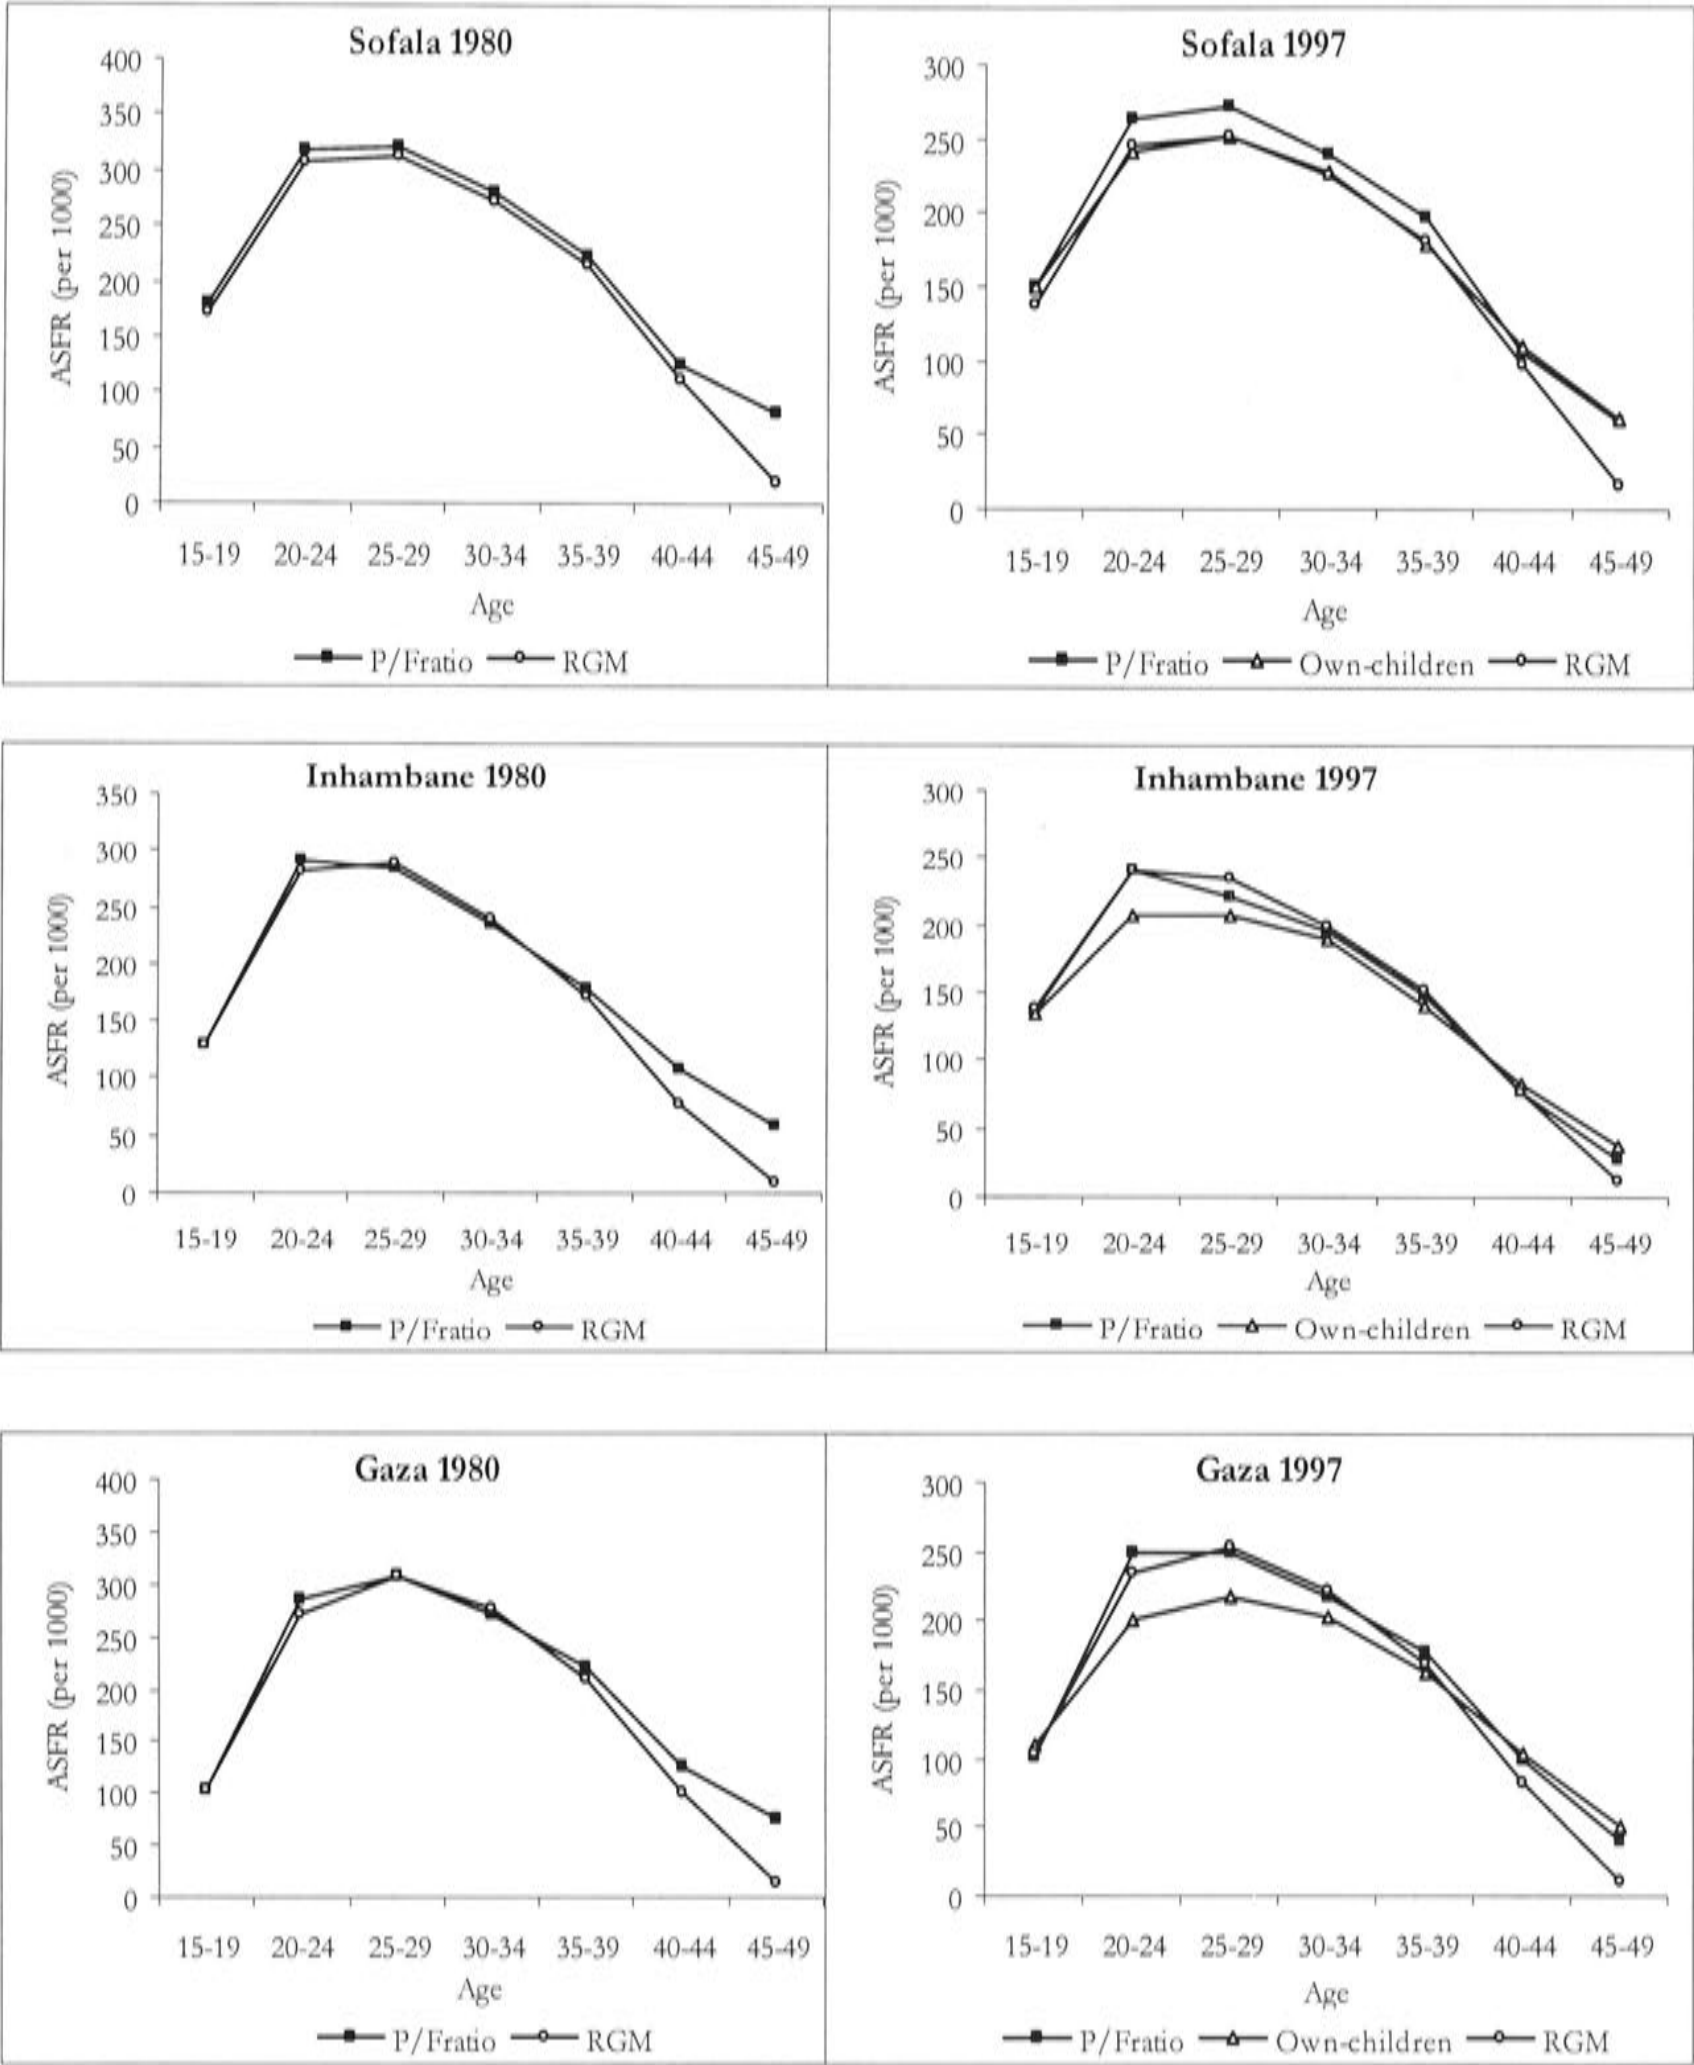 Sofala 1980
400
350
300
250
200
150
100
50
0
ASFR (per 1000)
15-19 20-24 25-29 30-34 35-39 40-44 45-49
Age
P/Fratio RGM
Sofala 1997
300
250
200
150
100
50
0
ASFR (per 1000)
15-19 20-24 25-29 30-34 35-39 40-44 45-49
Age
P/Fratio Own-children RGM
Inhambane 1980
350
300
250
200
150
100
50
0
ASFR (per 1000)
15-19 20-24 25-29 30-34 35-39 40-44 45-49
Age
P/Fratio RGM
Inhambane 1997
300
250
200
150
100
50
0
ASFR (per 1000)
15-19 20-24 25-29 30-34 35-39 40-44 45-49
Age
P/Fratio Own-children RGM
Gaza 1980
400
350
300
250
200
150
100
50
0
ASFR (per 1000)
15-19 20-24 25-29 30-34 35-39 40-44 45-49
Age
P/Fratio RGM
Gaza 1997
300
250
200
150
100
50
0
ASFR (per 1000)
15-19 20-24 25-29 30-34 35-39 40-44 45-49
Age
P/Fratio Own-children RGM